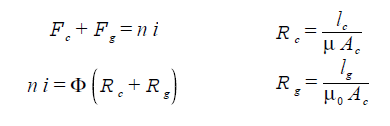 F_c + F_g = n i
R_c = l_c / μ A_c
n i = Φ (R_c + R_g)
R_g = l_g / μ_0 A_c